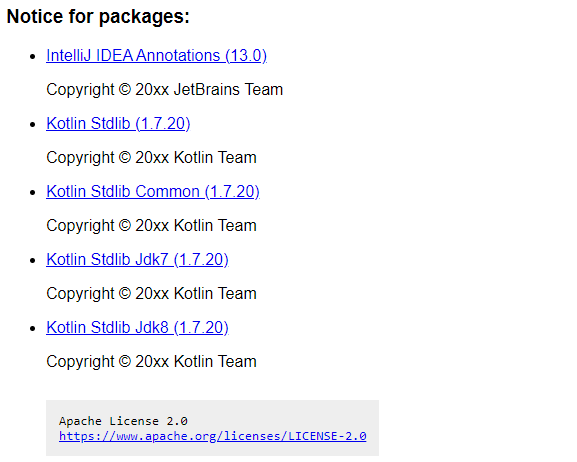 Notice for packages:
IntelliJ IDEA Annotations (13.0)
Copyright © 20xx JetBrains Team
Kotlin Stdlib (1.7.20)
Copyright © 20xx Kotlin Team
Kotlin Stdlib Common (1.7.20)
Copyright © 20xx Kotlin Team
Kotlin Stdlib Jdk7 (1.7.20)
Copyright © 20xx Kotlin Team
Kotlin Stdlib Jdk8 (1.7.20)
Copyright © 20xx Kotlin Team
Apache License 2.0
https://www.apache.org/licenses/LICENSE-2.0